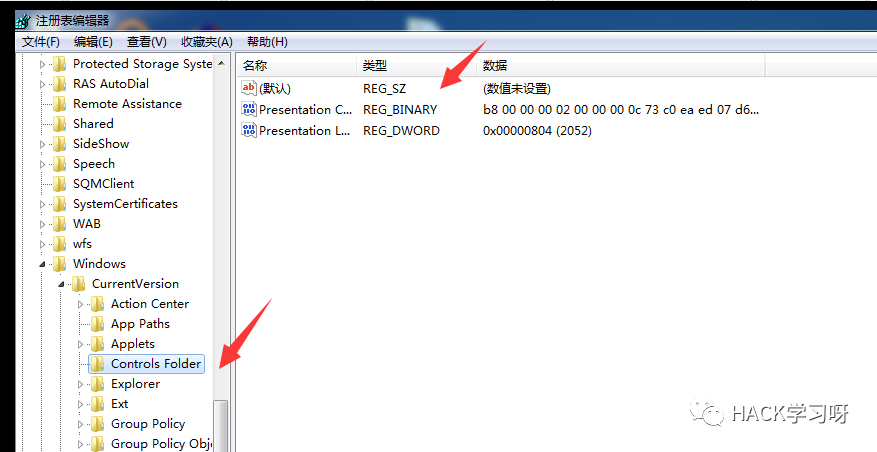 注册表编辑器
文件(F) 编辑(E) 查看(V) 收藏夹(A) 帮助(H)
Protected Storage Syste
RAS AutoDial
Remote Assistance
Shared
SideShow
Speech
SQMClient
SystemCertificates
WAB
wfs
Windows
CurrentVersion
Action Center
App Paths
Applets
Controls Folder
Explorer
Ext
Group Policy
Group Policy Obj
名称 类型 数据
ab (默认) REG_SZ (数值未设置)
Presentation C... REG_BINARY b8 00 00 00 02 00 00 00 0c 73 c0 ea ed 07 d6...
Presentation L... REG_DWORD 0x00000804 (2052)
HACK学习呀